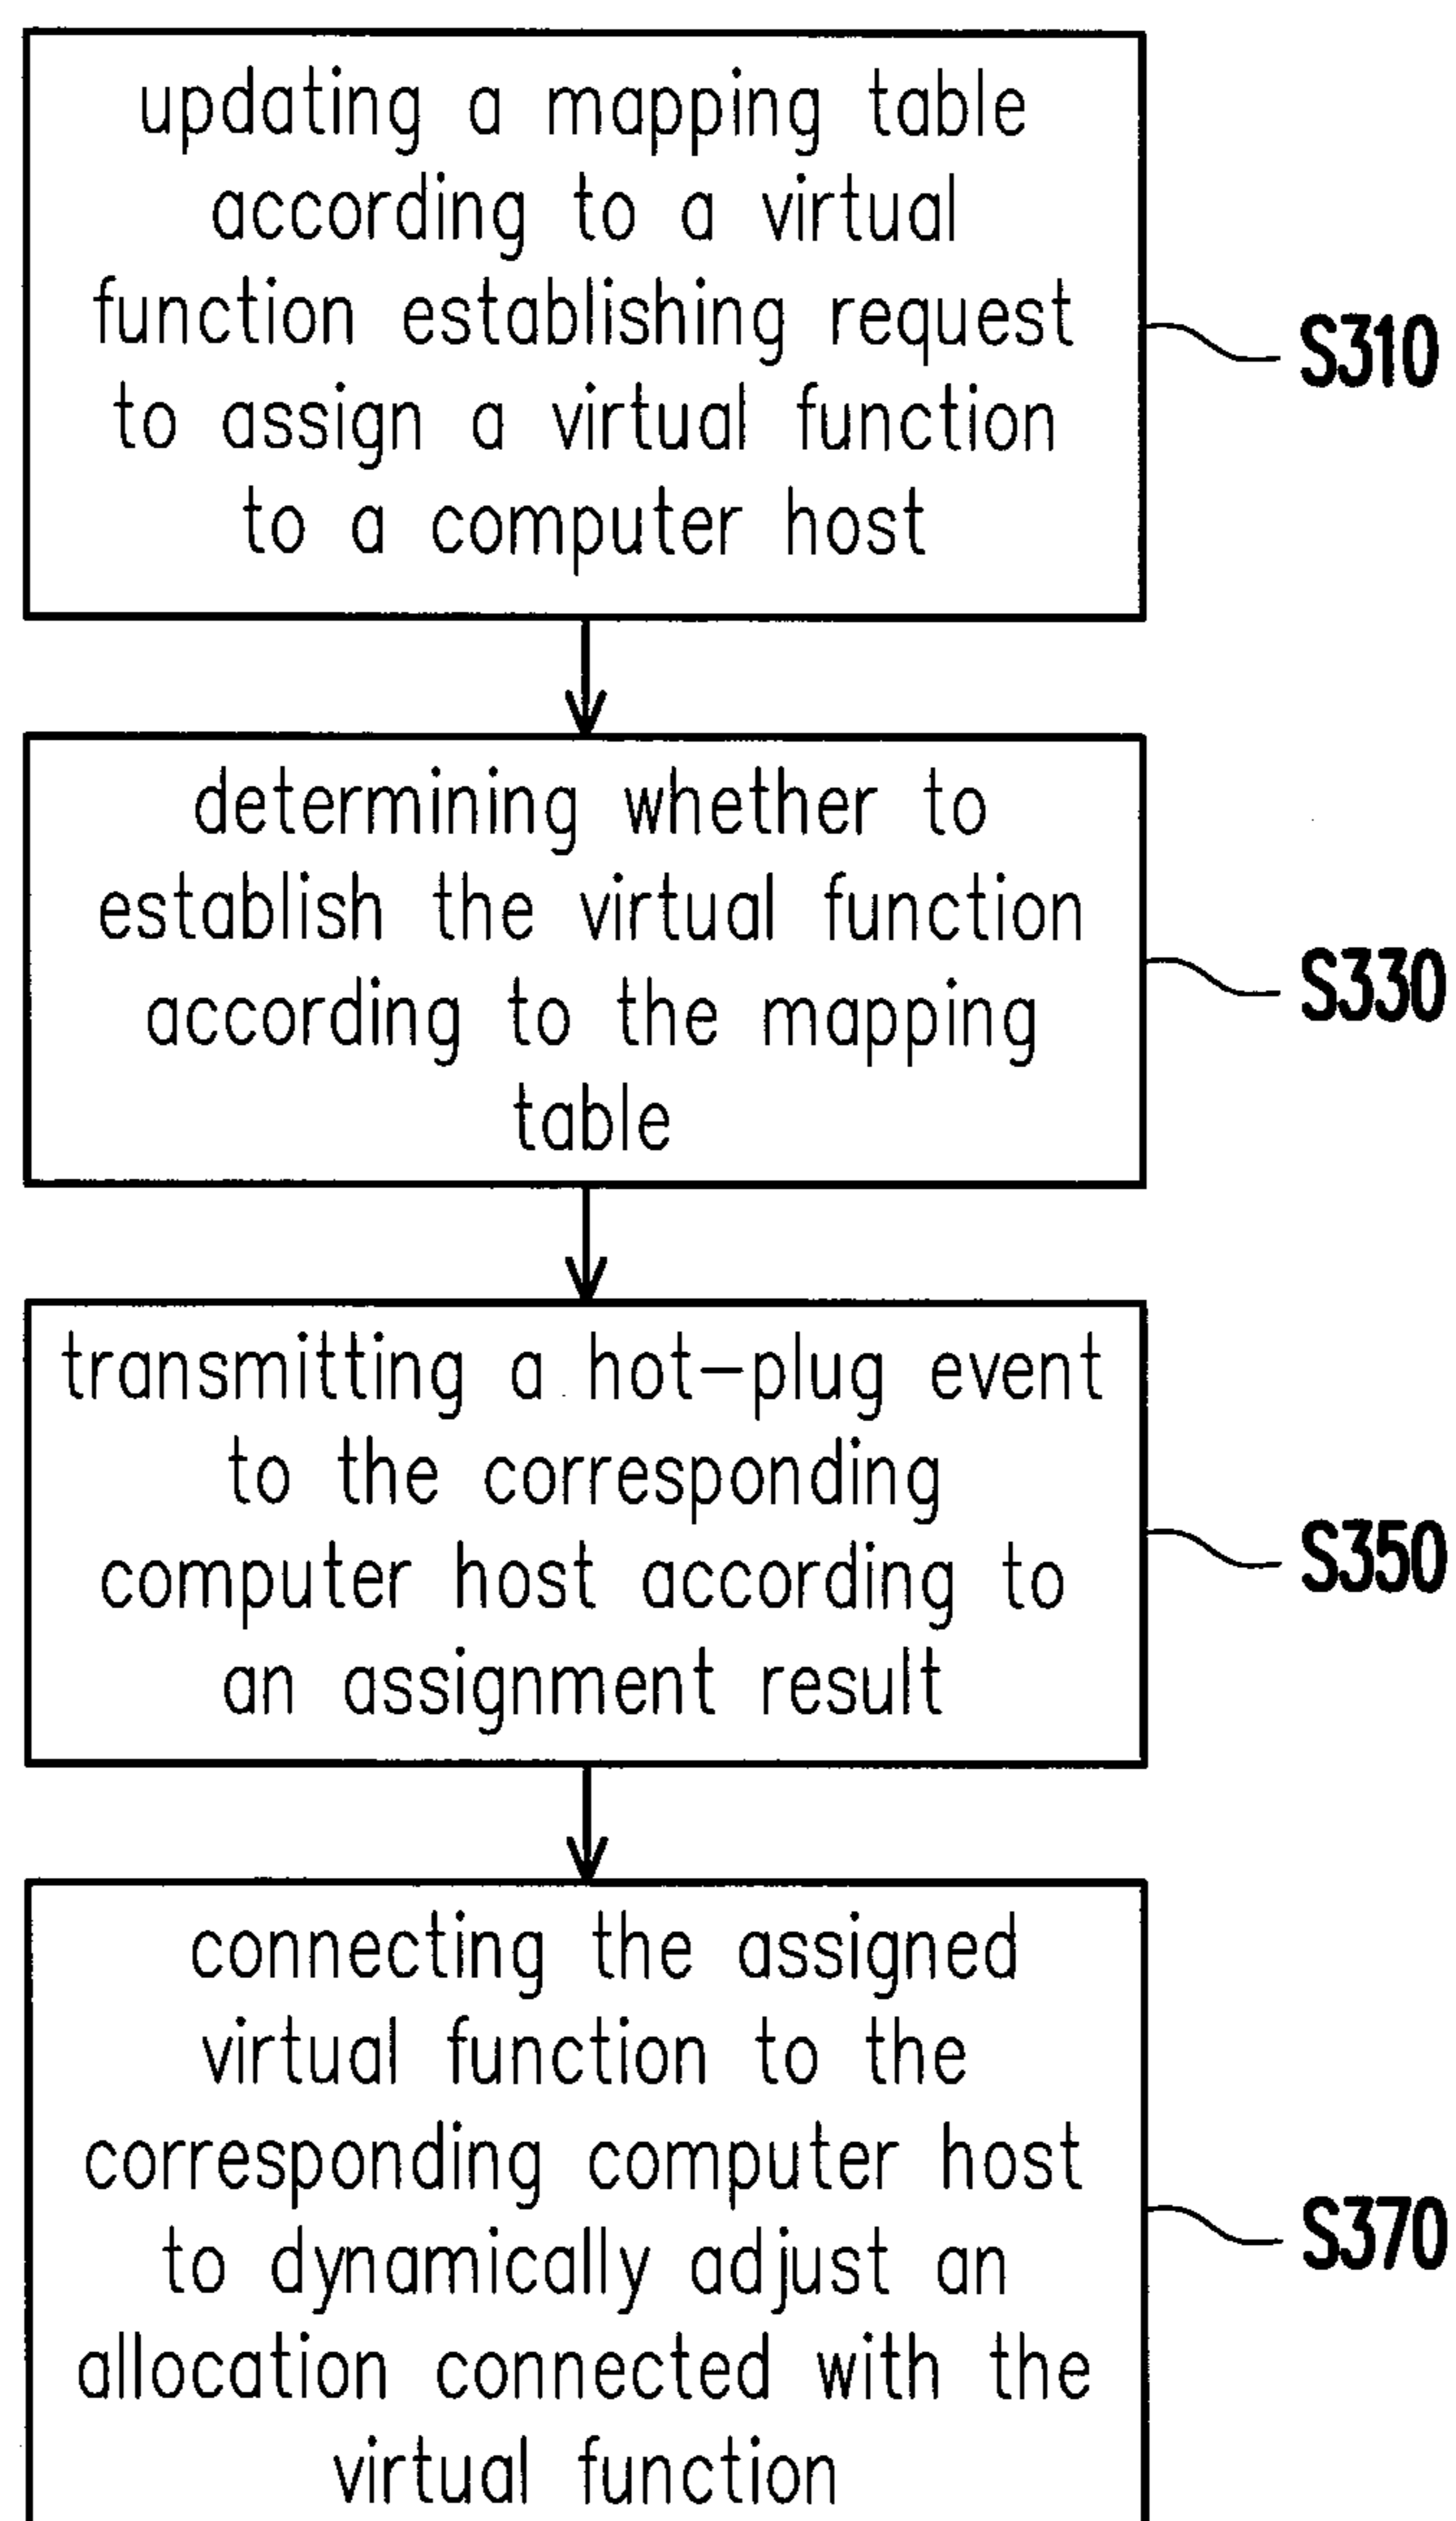 updating a mapping table
according to a virtual
function establishing request
to assign a virtual function
to a computer host
S310
determining whether to
establish the virtual function
according to the mapping
table
S330
transmitting a hot-plug event
to the corresponding
computer host according to
an assignment result
S350
connecting the assigned
virtual function to the
corresponding computer host
to dynamically adjust an
allocation connected with the
virtual function
S370